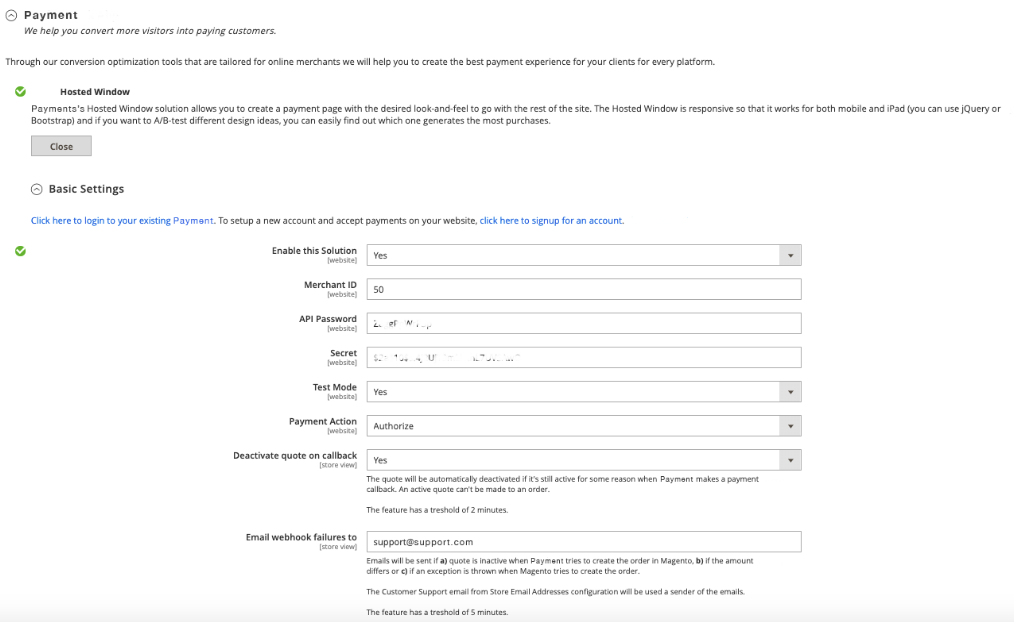 Payment
We help you convert more visitors into paying customers.
Through our conversion optimization tools that are tailored for online merchants we will help you to create the best payment experience for your clients for every platform.
Hosted Window
Payments's Hosted Window solution allows you to create a payment page with the desired look-and-feel to go with the rest of the site. The Hosted Window is responsive so that it works for both mobile and iPad (you can use jQuery or
Bootstrap) and if you want to A/B-test different design ideas, you can easily find out which one generates the most purchases.
Close
Basic Settings
Click here to login to your existing Payment. To setup a new account and accept payments on your website, click here to signup for an account.
Enable this Solution
[website]
Yes
Merchant ID
[website]
50
API Password
[website]
Secret
[website]
Test Mode
[website]
Yes
Payment Action
[website]
Authorize
Deactivate quote on callback
[store view]
Yes
The quote will be automatically deactivated if it's still active for some reason when Payment makes a payment
callback. An active quote can't be made to an order.
The feature has a treshold of 2 minutes.
Email webhook failures to
[store view]
support@support.com
Emails will be sent if a) quote is inactive when Payment tries to create the order in Magento, b) if the amount
differs or c) if an exception is thrown when Magento tries to create the order.
The Customer Support email from Store Email Addresses configuration will be used a sender of the emails.
The feature has a treshold of 5 minutes.